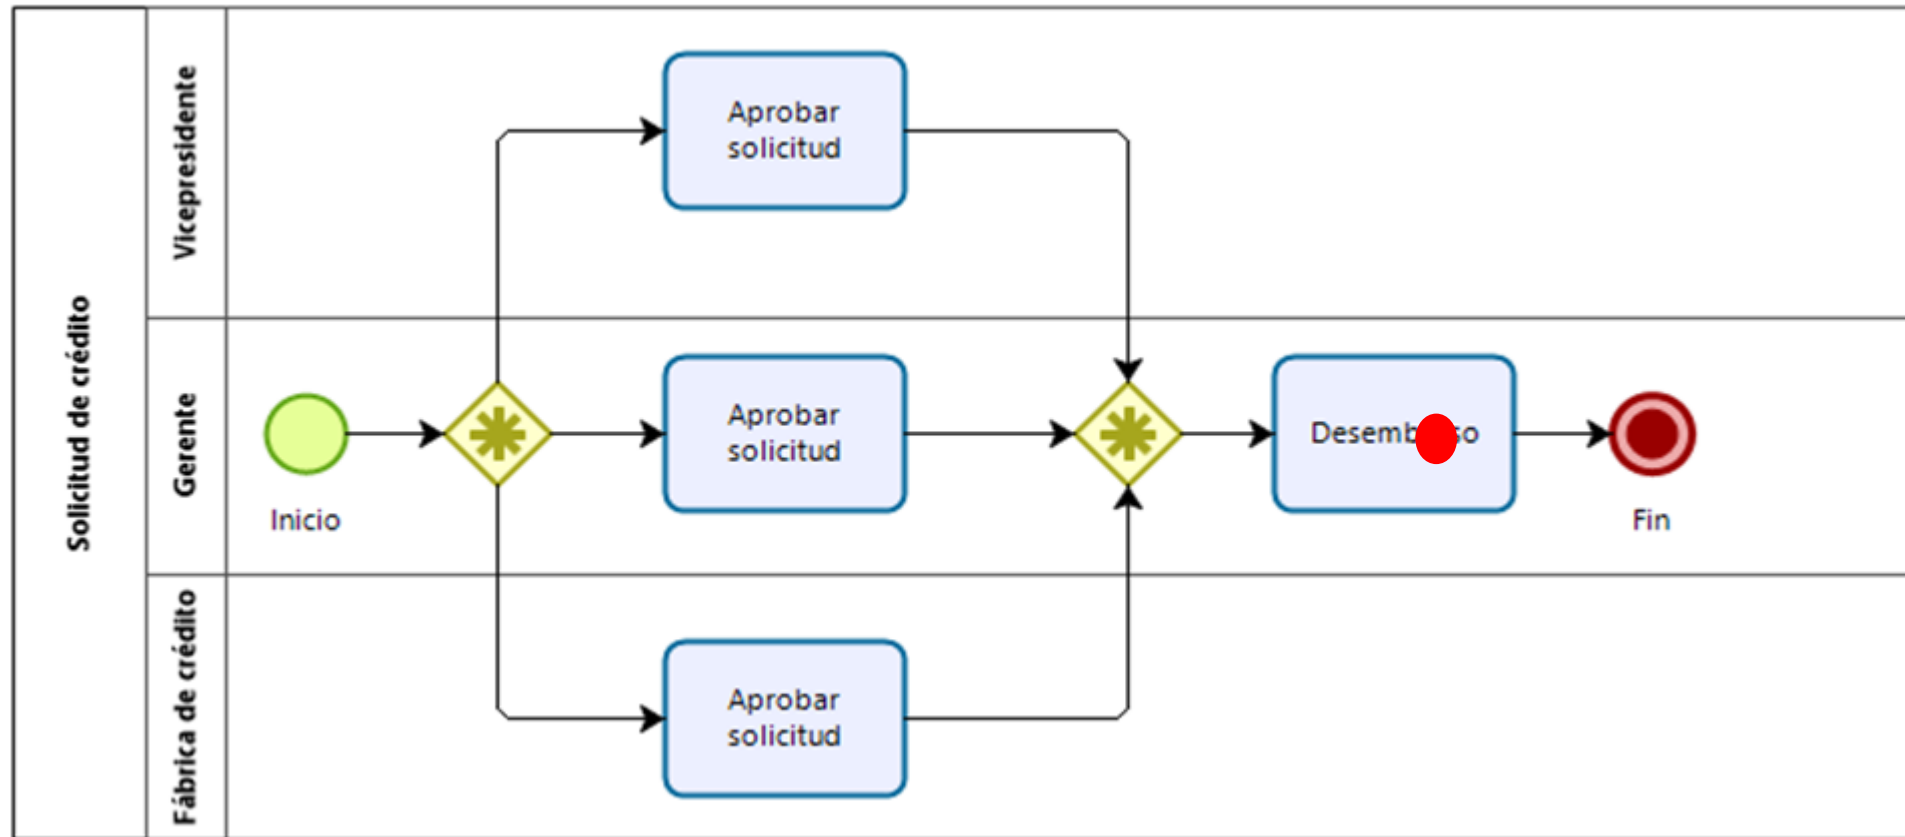 Solicitud de crédito
Vicepresidente
Aprobar
solicitud
Gerente
Inicio
Aprobar
solicitud
Fin
Fábrica de crédito
Aprobar
solicitud